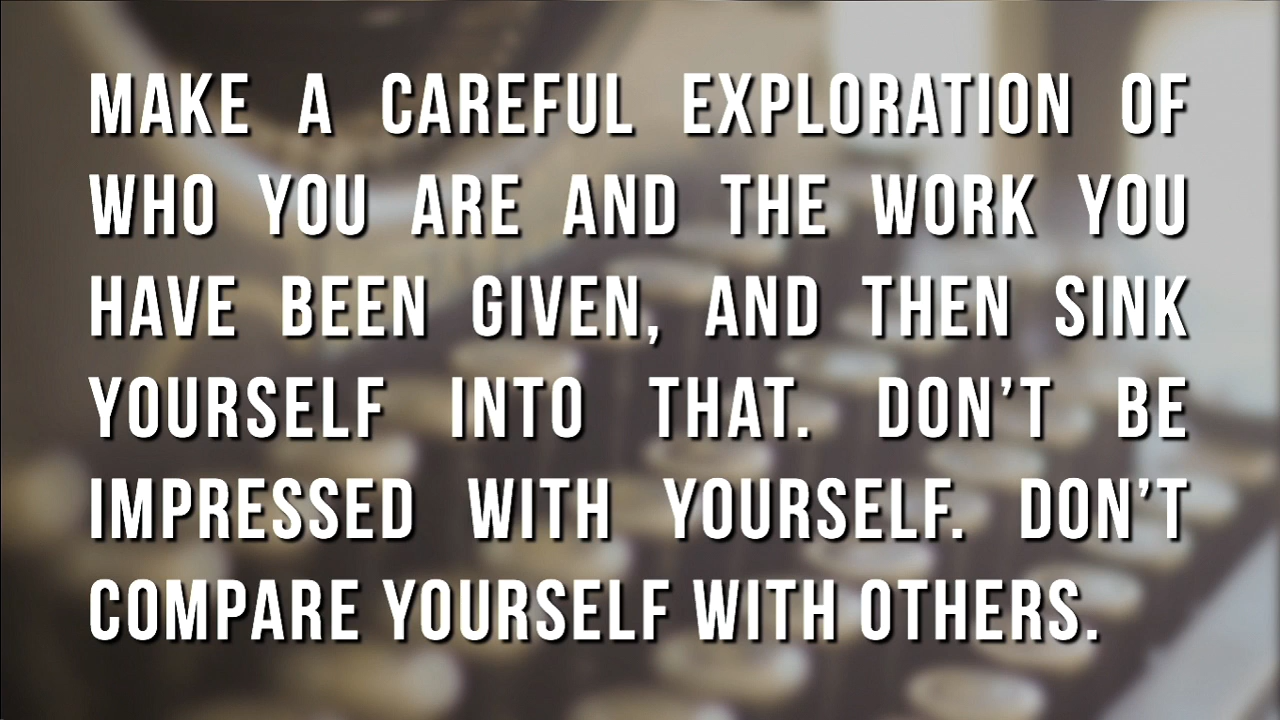 MAKE A CAREFUL EXPLORATION OF
WHO YOU ARE AND THE WORK YOU
HAVE BEEN GIVEN, AND THEN SINK
YOURSELF INTO THAT. DON’T BE
IMPRESSED WITH YOURSELF. DON’T
COMPARE YOURSELF WITH OTHERS.